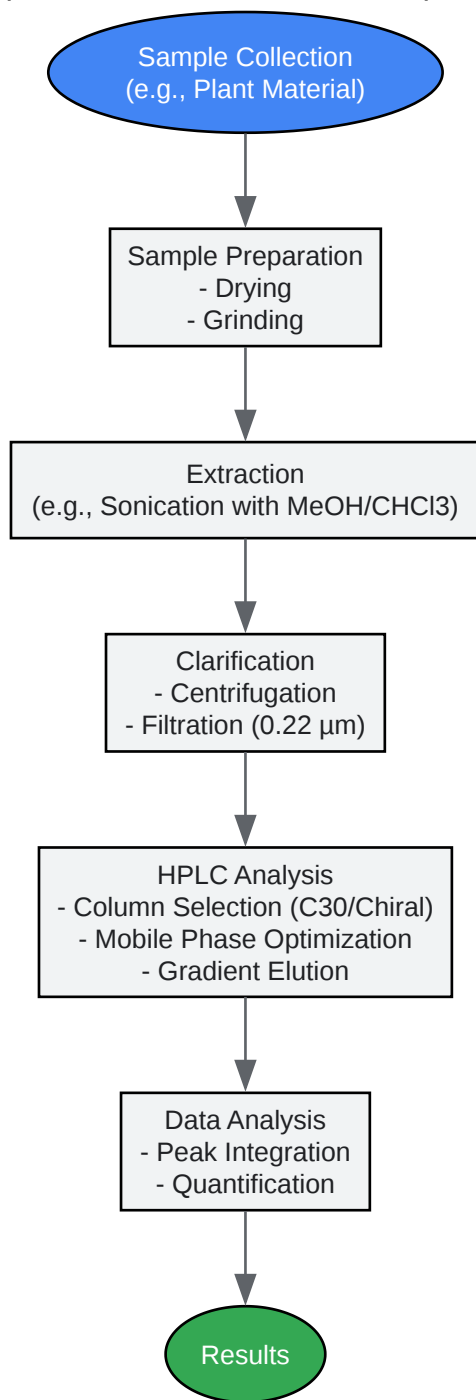 Sample Collection
(e.g., Plant Material)
Sample Preparation
- Drying
- Grinding
Extraction
(e.g., Sonication with MeOH/CHCl3)
Clarification
- Centrifugation
- Filtration (0.22 µm)
HPLC Analysis
- Column Selection (C30/Chiral)
- Mobile Phase Optimization
- Gradient Elution
Data Analysis
- Peak Integration
- Quantification
Results